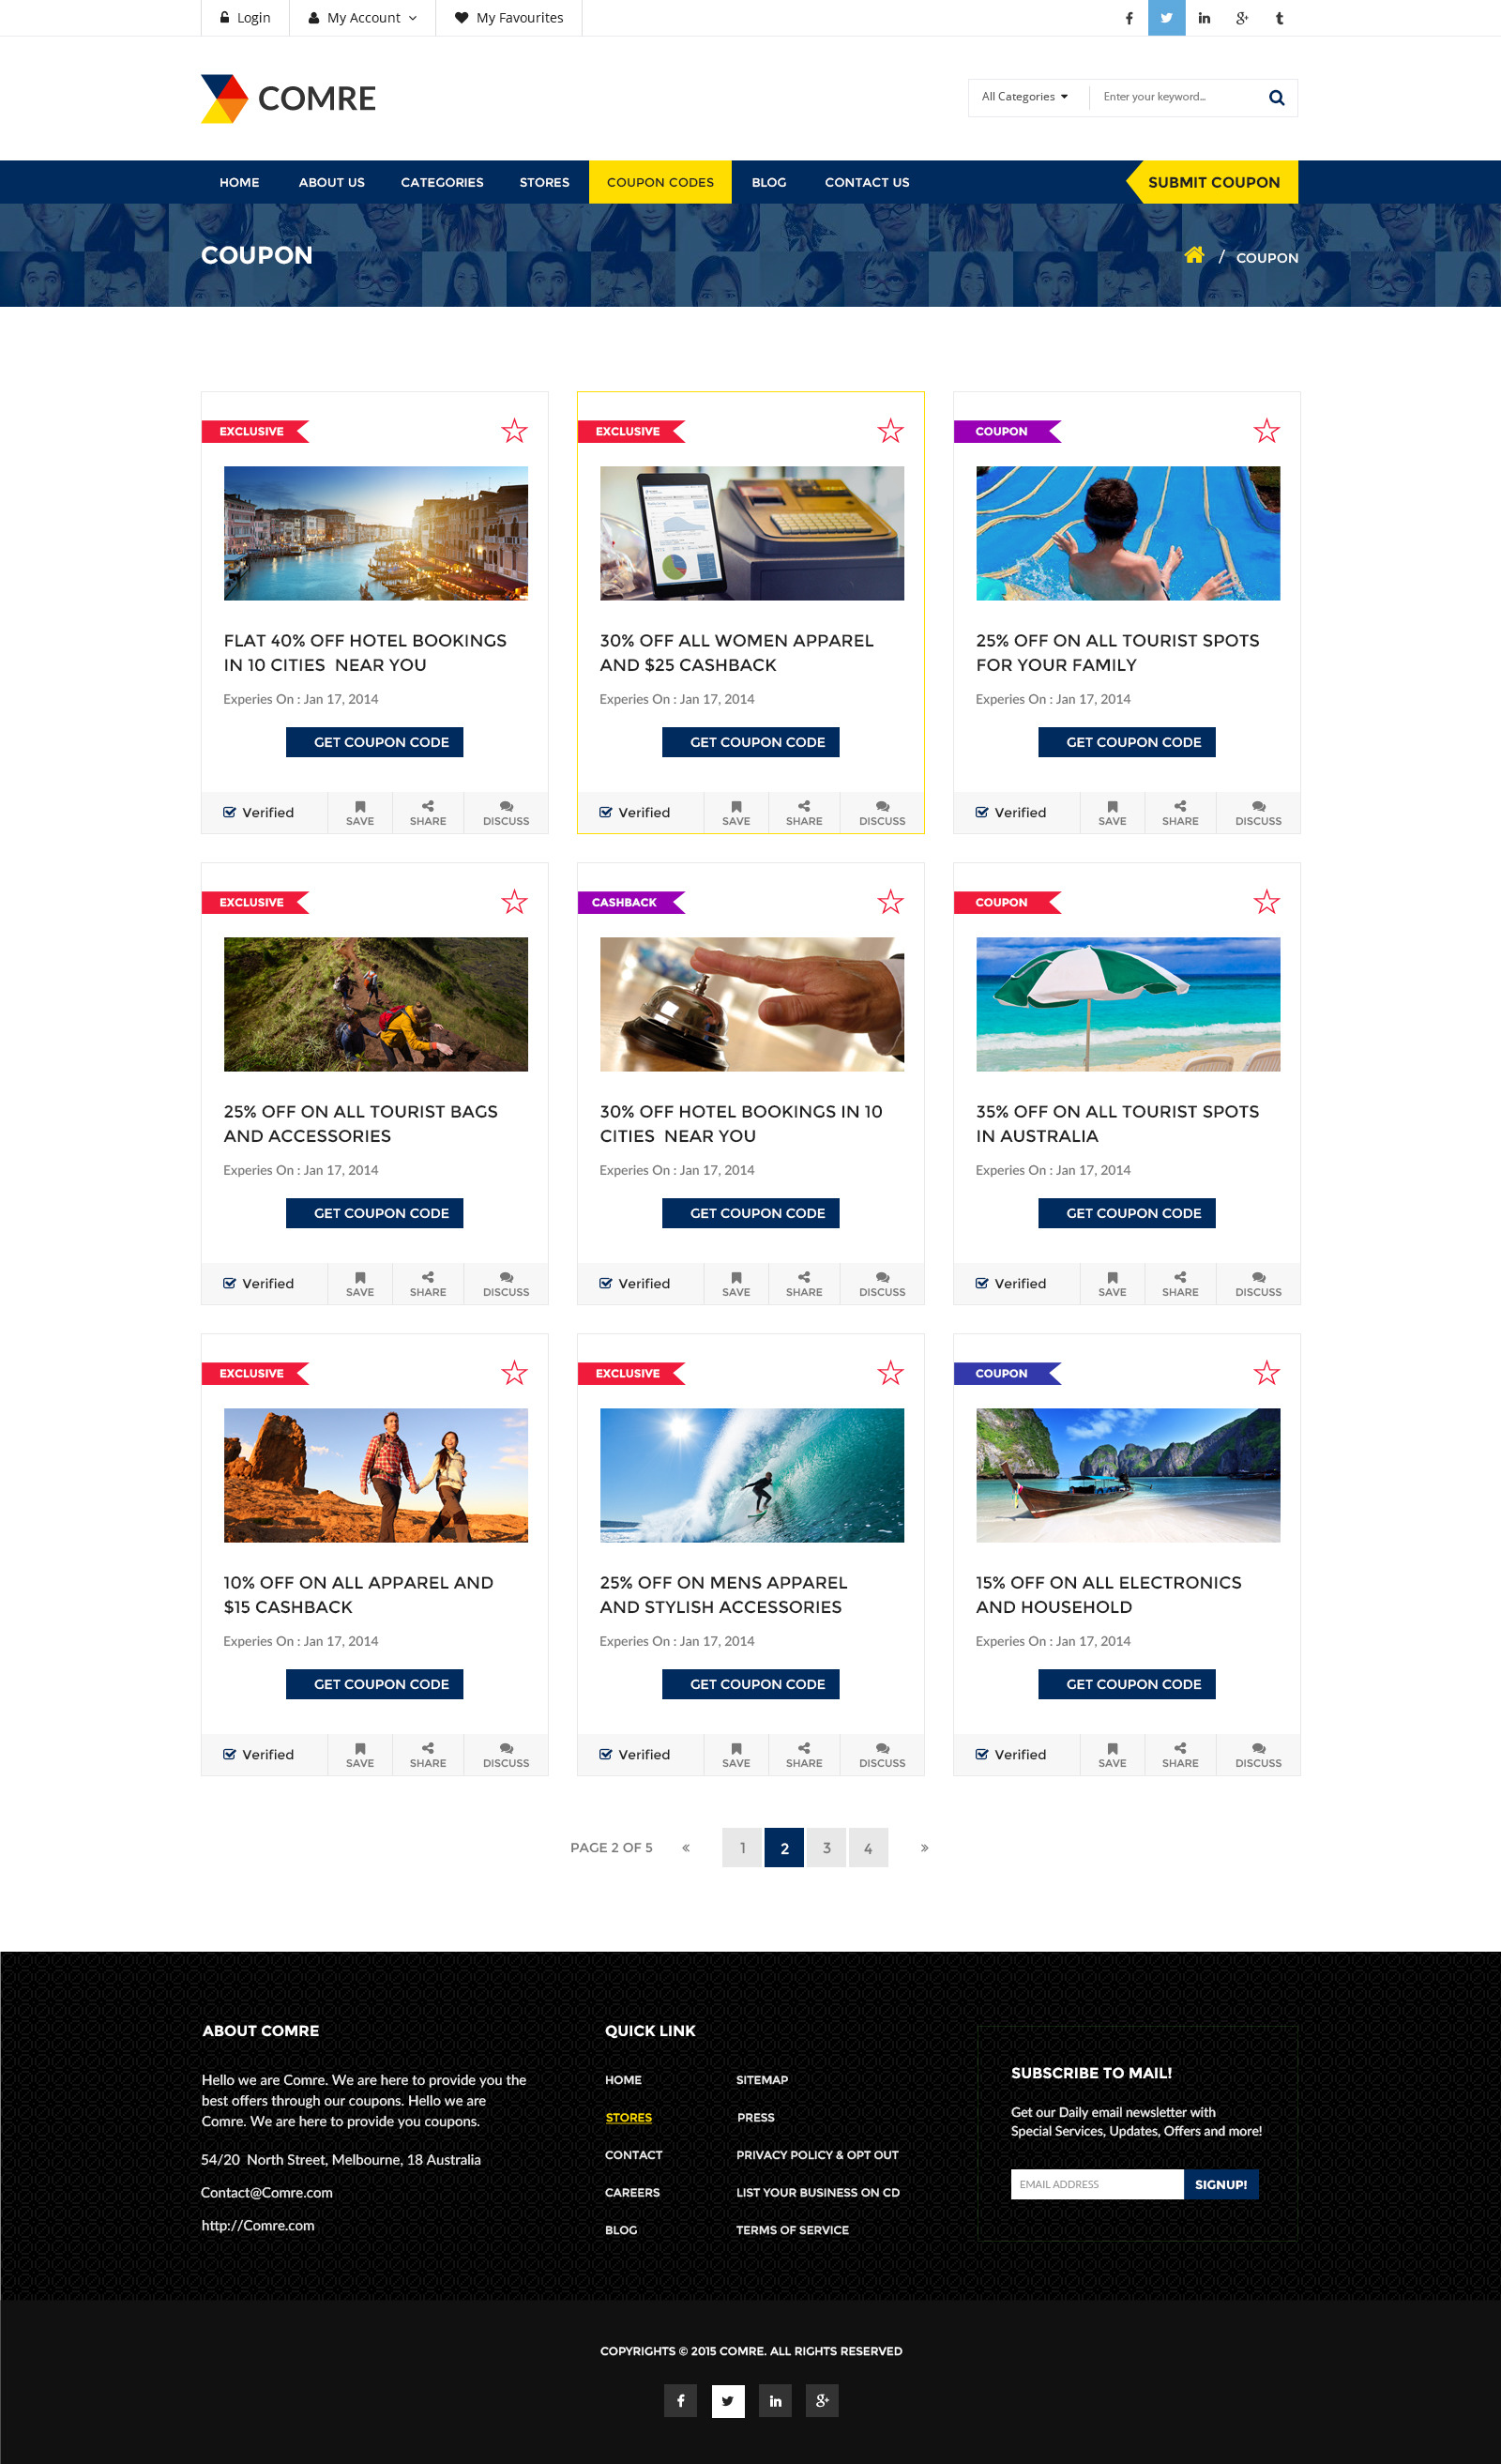 Login My Account My Favourites
COMRE
All Categories Enter your keyword...
HOME ABOUT US CATEGORIES STORES COUPON CODES BLOG CONTACT US SUBMIT COUPON
COUPON / COUPON
EXCLUSIVE EXCLUSIVE COUPON
FLAT 40% OFF HOTEL BOOKINGS
IN 10 CITIES NEAR YOU
Experies On : Jan 17, 2014
GET COUPON CODE
Verified SAVE SHARE DISCUSS
30% OFF ALL WOMEN APPAREL
AND $25 CASHBACK
Experies On : Jan 17, 2014
GET COUPON CODE
Verified SAVE SHARE DISCUSS
25% OFF ON ALL TOURIST SPOTS
FOR YOUR FAMILY
Experies On : Jan 17, 2014
GET COUPON CODE
Verified SAVE SHARE DISCUSS
EXCLUSIVE CASHBACK COUPON
25% OFF ON ALL TOURIST BAGS
AND ACCESSORIES
Experies On : Jan 17, 2014
GET COUPON CODE
Verified SAVE SHARE DISCUSS
30% OFF HOTEL BOOKINGS IN 10
CITIES NEAR YOU
Experies On : Jan 17, 2014
GET COUPON CODE
Verified SAVE SHARE DISCUSS
35% OFF ON ALL TOURIST SPOTS
IN AUSTRALIA
Experies On : Jan 17, 2014
GET COUPON CODE
Verified SAVE SHARE DISCUSS
EXCLUSIVE EXCLUSIVE COUPON
10% OFF ON ALL APPAREL AND
$15 CASHBACK
Experies On : Jan 17, 2014
GET COUPON CODE
Verified SAVE SHARE DISCUSS
25% OFF ON MENS APPAREL
AND STYLISH ACCESSORIES
Experies On : Jan 17, 2014
GET COUPON CODE
Verified SAVE SHARE DISCUSS
15% OFF ON ALL ELECTRONICS
AND HOUSEHOLD
Experies On : Jan 17, 2014
GET COUPON CODE
Verified SAVE SHARE DISCUSS
PAGE 2 OF 5 « 1 2 3 4 »
ABOUT COMRE
Hello we are Comre. We are here to provide you the
best offers through our coupons. Hello we are
Comre. We are here to provide you coupons.
54/20 North Street, Melbourne, 18 Australia
Contact@Comre.com
http://Comre.com
QUICK LINK
HOME SITEMAP
STORES PRESS
CONTACT PRIVACY POLICY & OPT OUT
CAREERS LIST YOUR BUSINESS ON CD
BLOG TERMS OF SERVICE
SUBSCRIBE TO MAIL!
Get our Daily email newsletter with
Special Services, Updates, Offers and more!
EMAIL ADDRESS SIGNUP!
COPYRIGHTS © 2015 COMRE. ALL RIGHTS RESERVED